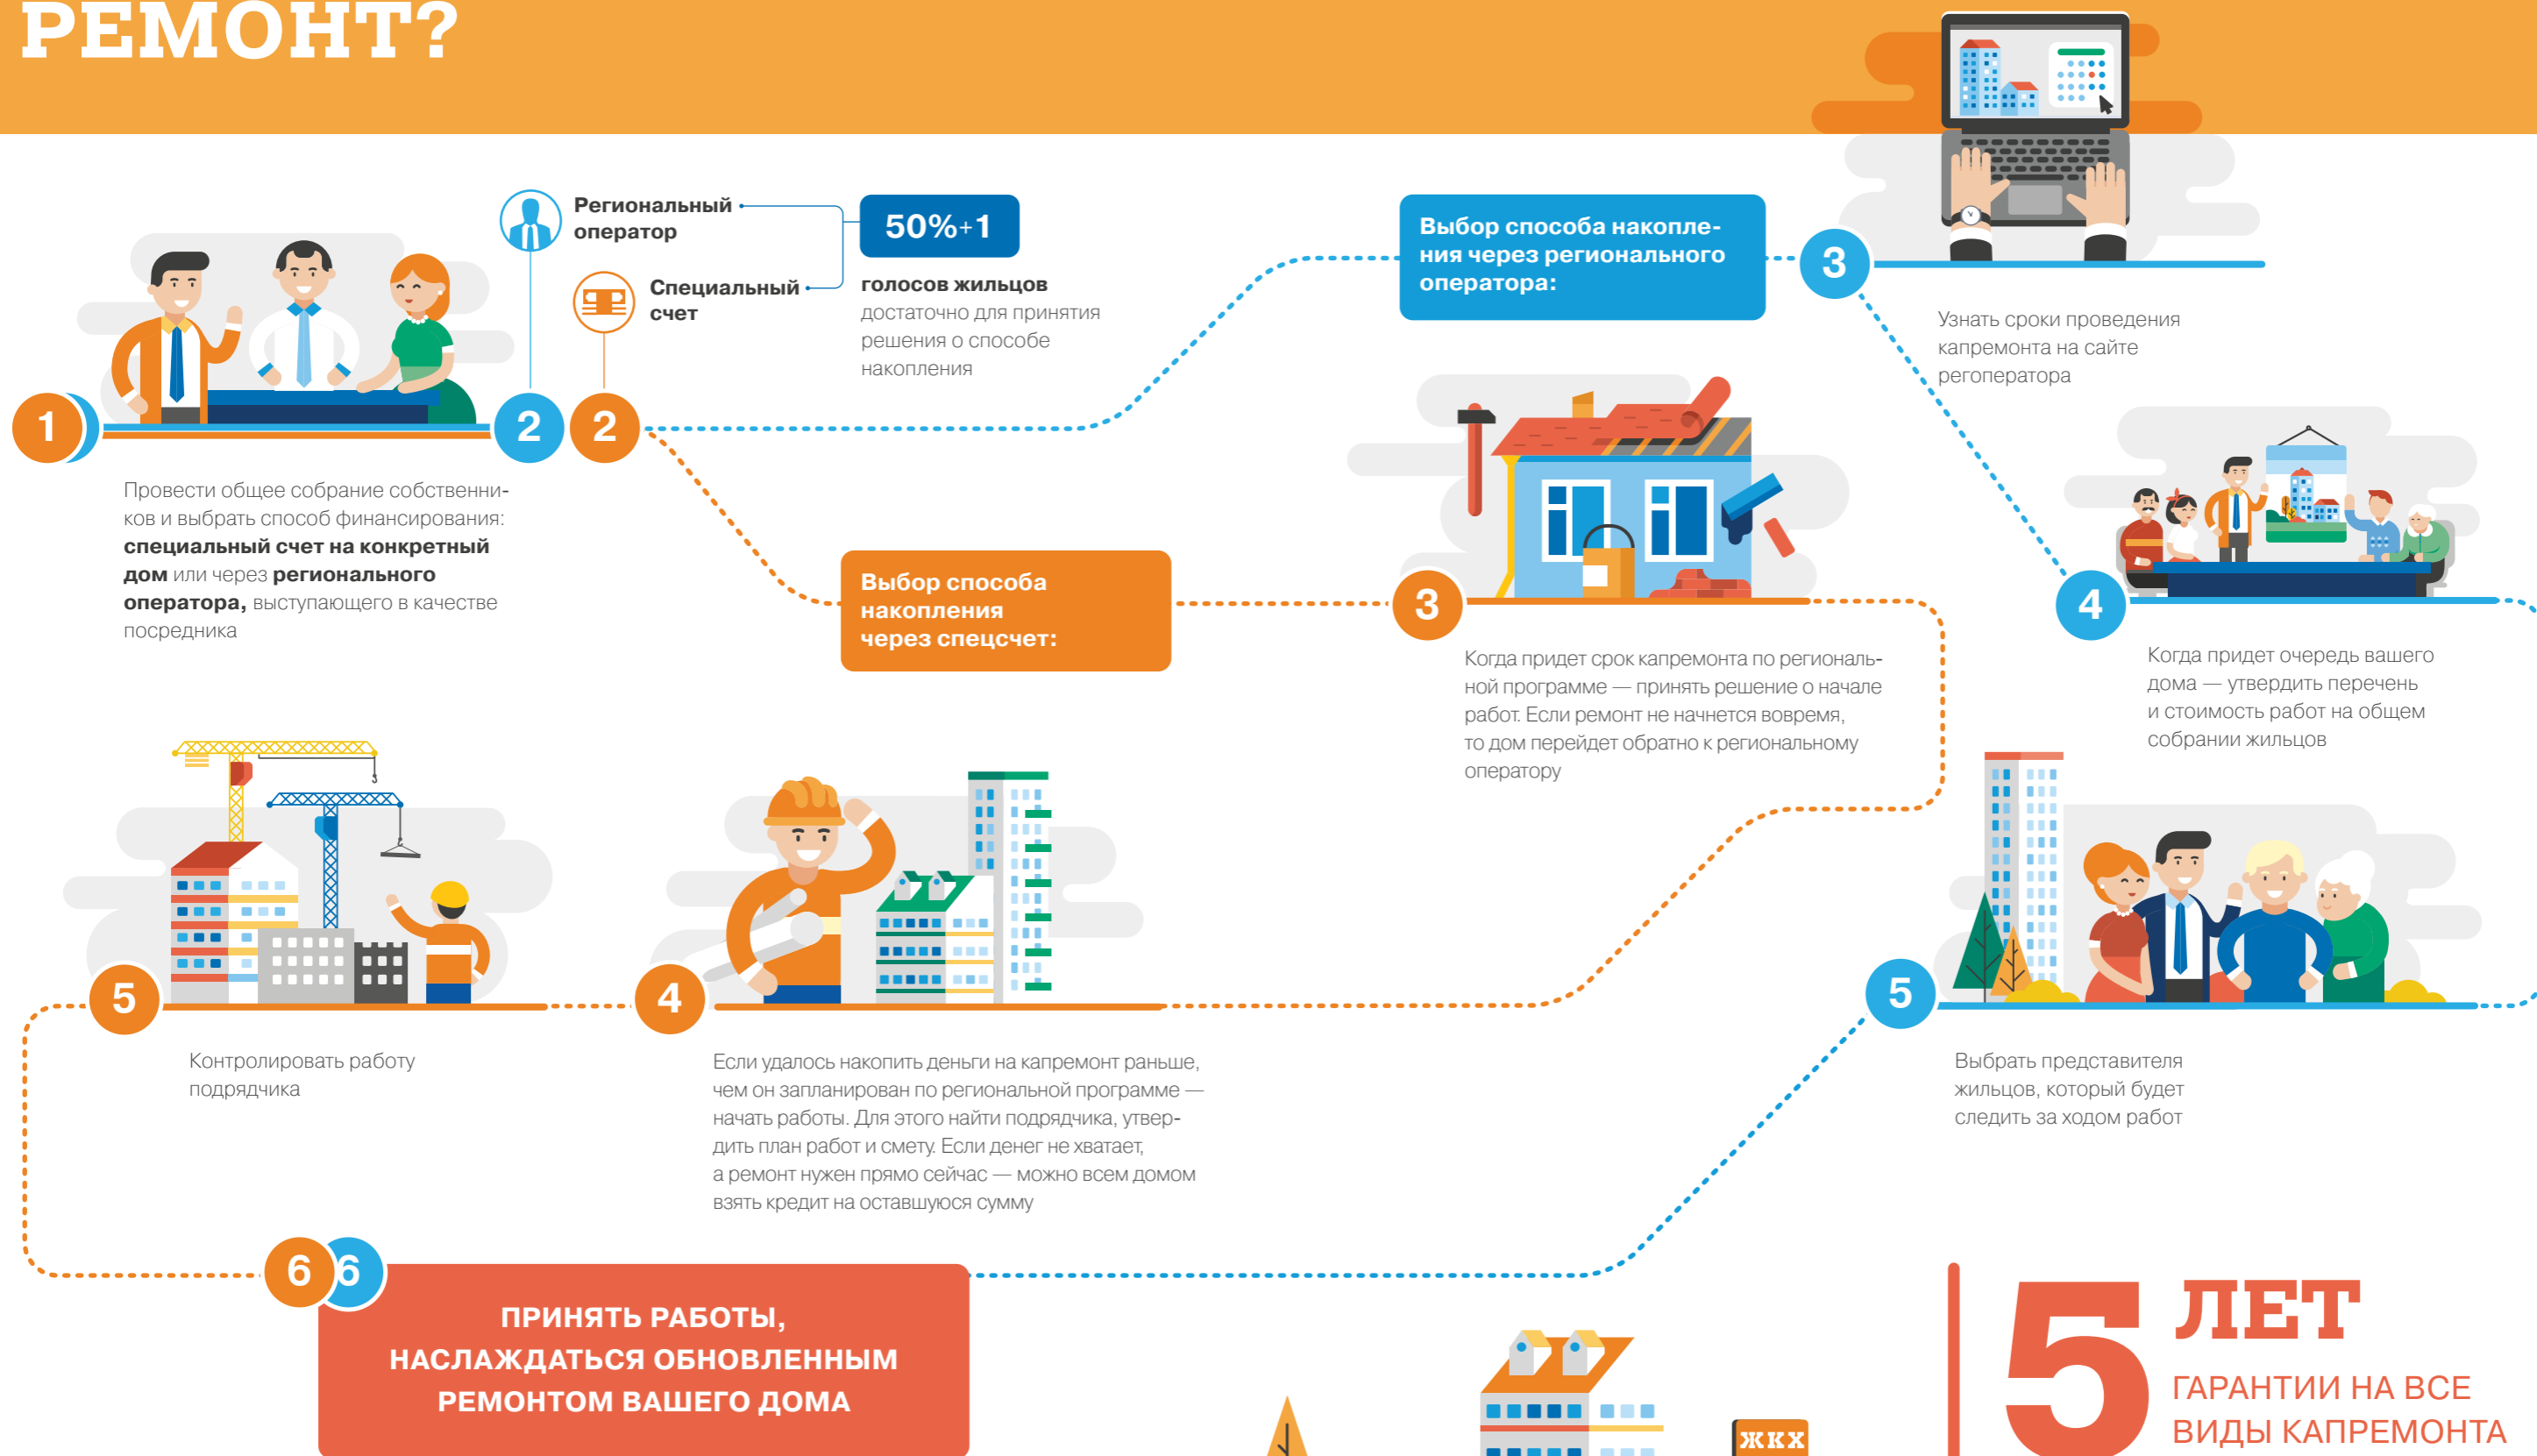 РЕМОНТ?
Региональный
оператор
Специальный
счет
50%+1
голосов жильцов
достаточно для принятия
решения о способе
накопления
1
2
2
Провести общее собрание собственни-
ков и выбрать способ финансирования:
специальный счет на конкретный
дом или через регионального
оператора, выступающего в качестве
посредника
Выбор способа накопле-
ния через регионального
оператора:
3
Узнать сроки проведения
капремонта на сайте
регоператора
4
Когда придет очередь вашего
дома — утвердить перечень
и стоимость работ на общем
собрании жильцов
5
Выбрать представителя
жильцов, который будет
следить за ходом работ
Выбор способа
накопления
через спецсчет:
3
Когда придет срок капремонта по региональ-
ной программе — принять решение о начале
работ. Если ремонт не начнется вовремя,
то дом перейдет обратно к региональному
оператору
4
Если удалось накопить деньги на капремонт раньше,
чем он запланирован по региональной программе —
начать работы. Для этого найти подрядчика, утвер-
дить план работ и смету. Если денег не хватает,
а ремонт нужен прямо сейчас — можно всем домом
взять кредит на оставшуюся сумму
5
Контролировать работу
подрядчика
6 6
ПРИНЯТЬ РАБОТЫ,
НАСЛАЖДАТЬСЯ ОБНОВЛЕННЫМ
РЕМОНТОМ ВАШЕГО ДОМА
ЖКХ
5 ЛЕТ
ГАРАНТИИ НА ВСЕ
ВИДЫ КАПРЕМОНТА